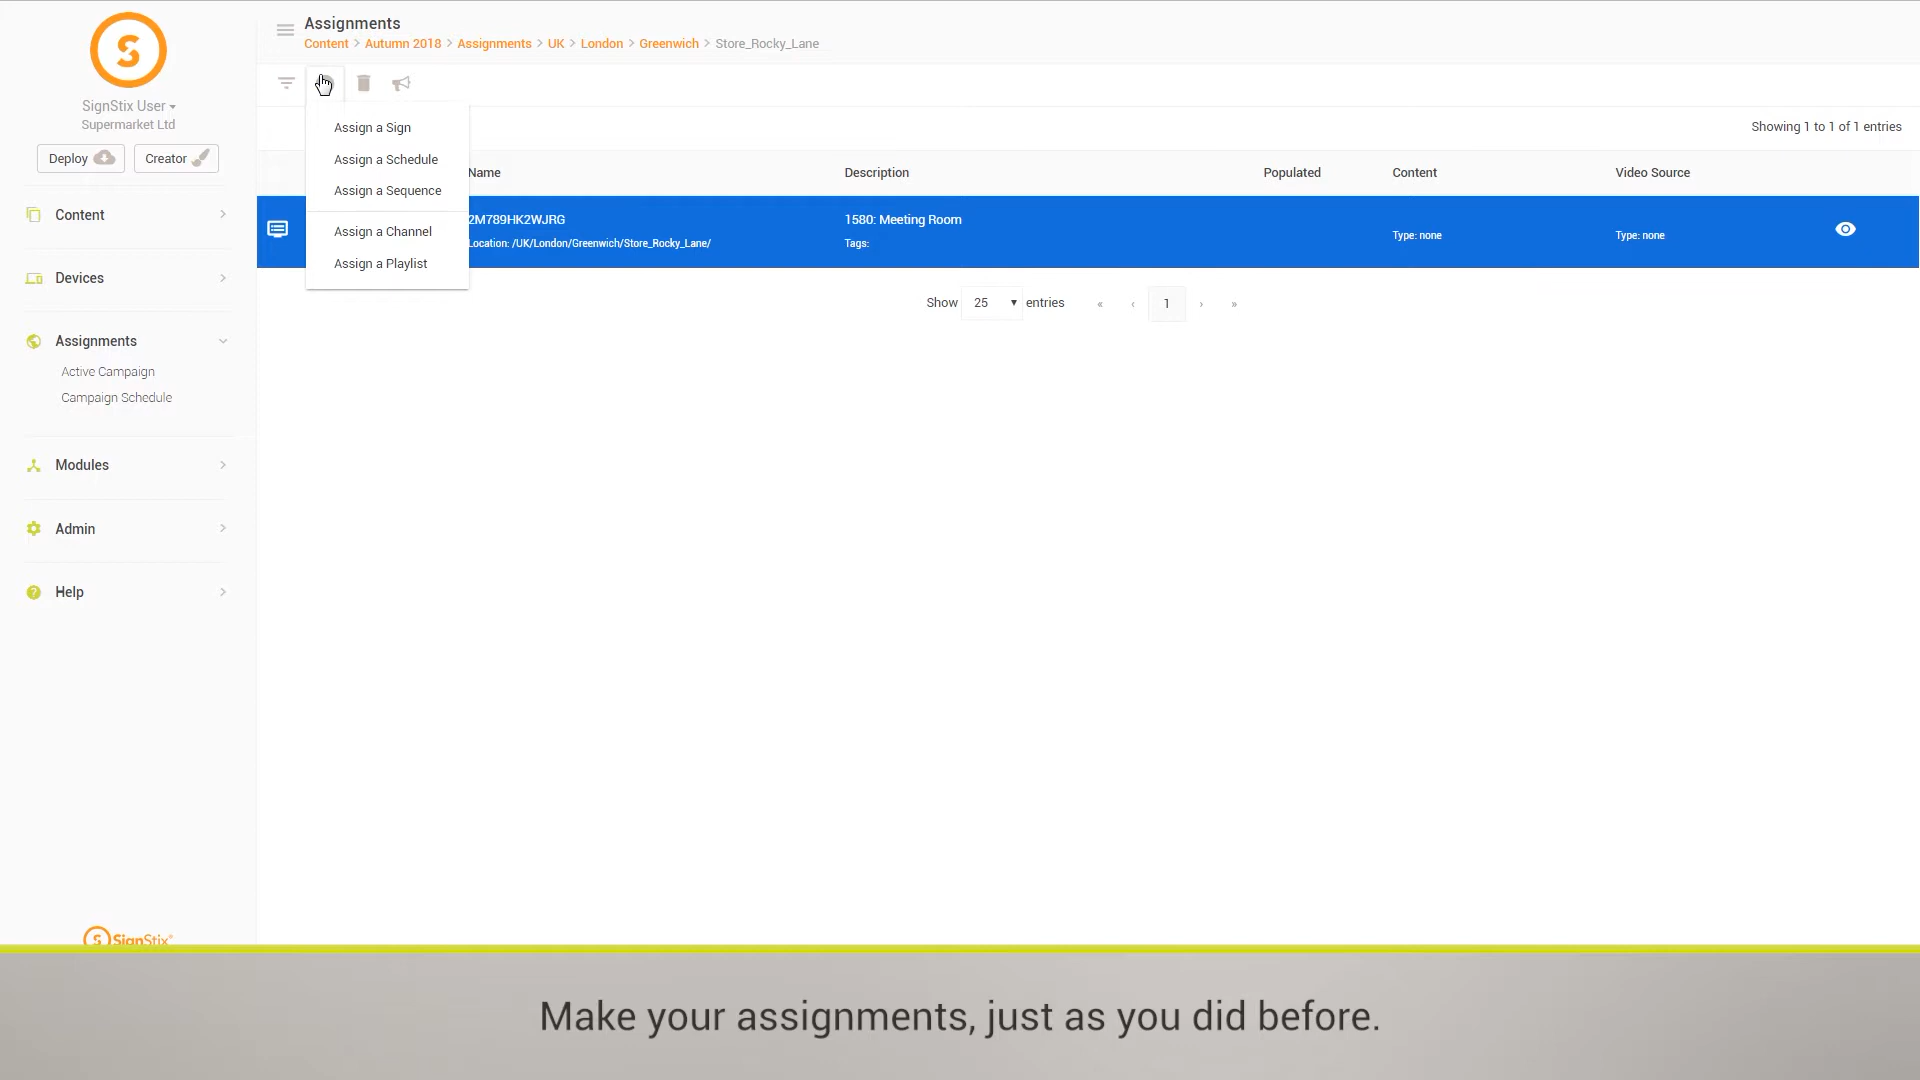 Assignments
Content > Autumn 2018 > Assignments > UK > London > Greenwich > Store_Rocky_Lane
S
SignStix User
Supermarket Ltd
Deploy
Creator
Content
Devices
Assignments
Active Campaign
Campaign Schedule
Modules
Admin
Help
SignStix®
Assign a Sign
Assign a Schedule
Assign a Sequence
Assign a Channel
Assign a Playlist
Showing 1 to 1 of 1 entries
Name Description Populated Content Video Source
2M789HK2WJRG 1580: Meeting Room
Location: /UK/London/Greenwich/Store_Rocky_Lane/ Tags: Type: none Type: none
Show 25 entries « ‹ 1 › »
Make your assignments, just as you did before.